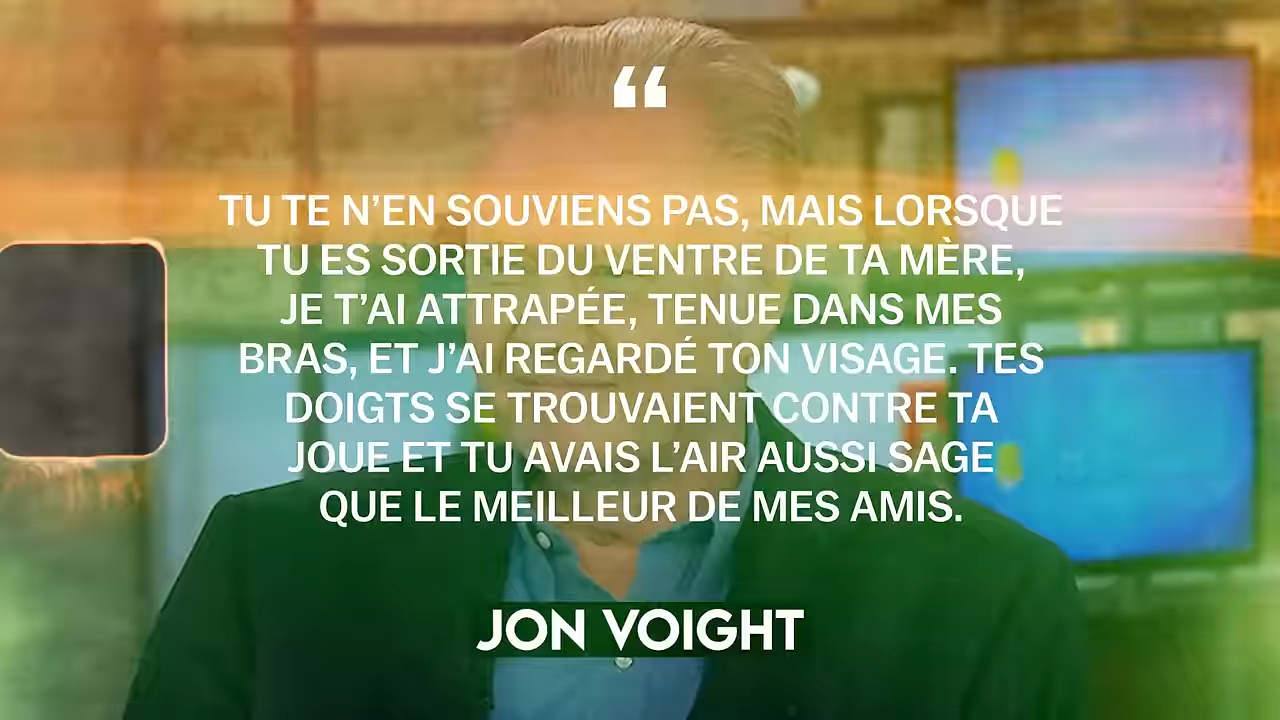 “
TU TE N’EN SOUVIENS PAS, MAIS LORSQUE
TU ES SORTIE DU VENTRE DE TA MÈRE,
JE T’AI ATTRAPÉE, TENUE DANS MES
BRAS, ET J’AI REGARDÉ TON VISAGE. TES
DOIGTS SE TROUVAIENT CONTRE TA
JOUE ET TU AVAIS L’AIR AUSSI SAGE
QUE LE MEILLEUR DE MES AMIS.
JON VOIGHT